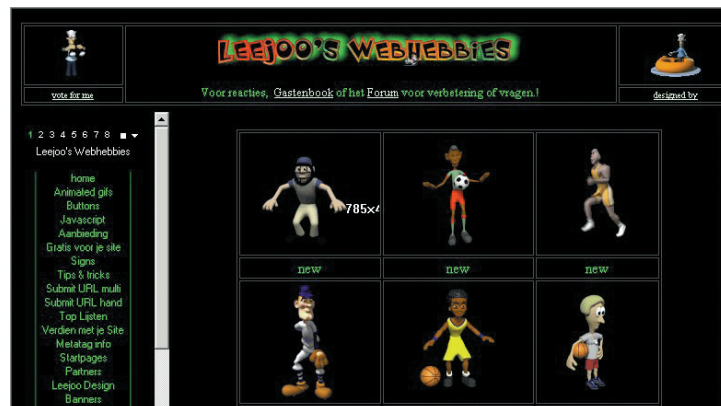 LEEJOO'S WEBHEBBIES
Voor reacties, Gastenbook of het Forum voor verbetering of vragen.!
vote for me
designed by
1 2 3 4 5 6 7 8
Leejoo's Webhebbies
home
Animated gifs
Buttons
Javascript
Aanbieding
Gratis voor je site
Signs
Tips & tricks
Submit URL multi
Submit URL hand
Top Lijsten
Verdien met je Site
Metatag info
Startpages
Partners
Leejoo Design
Banners
785×4
new
new
new